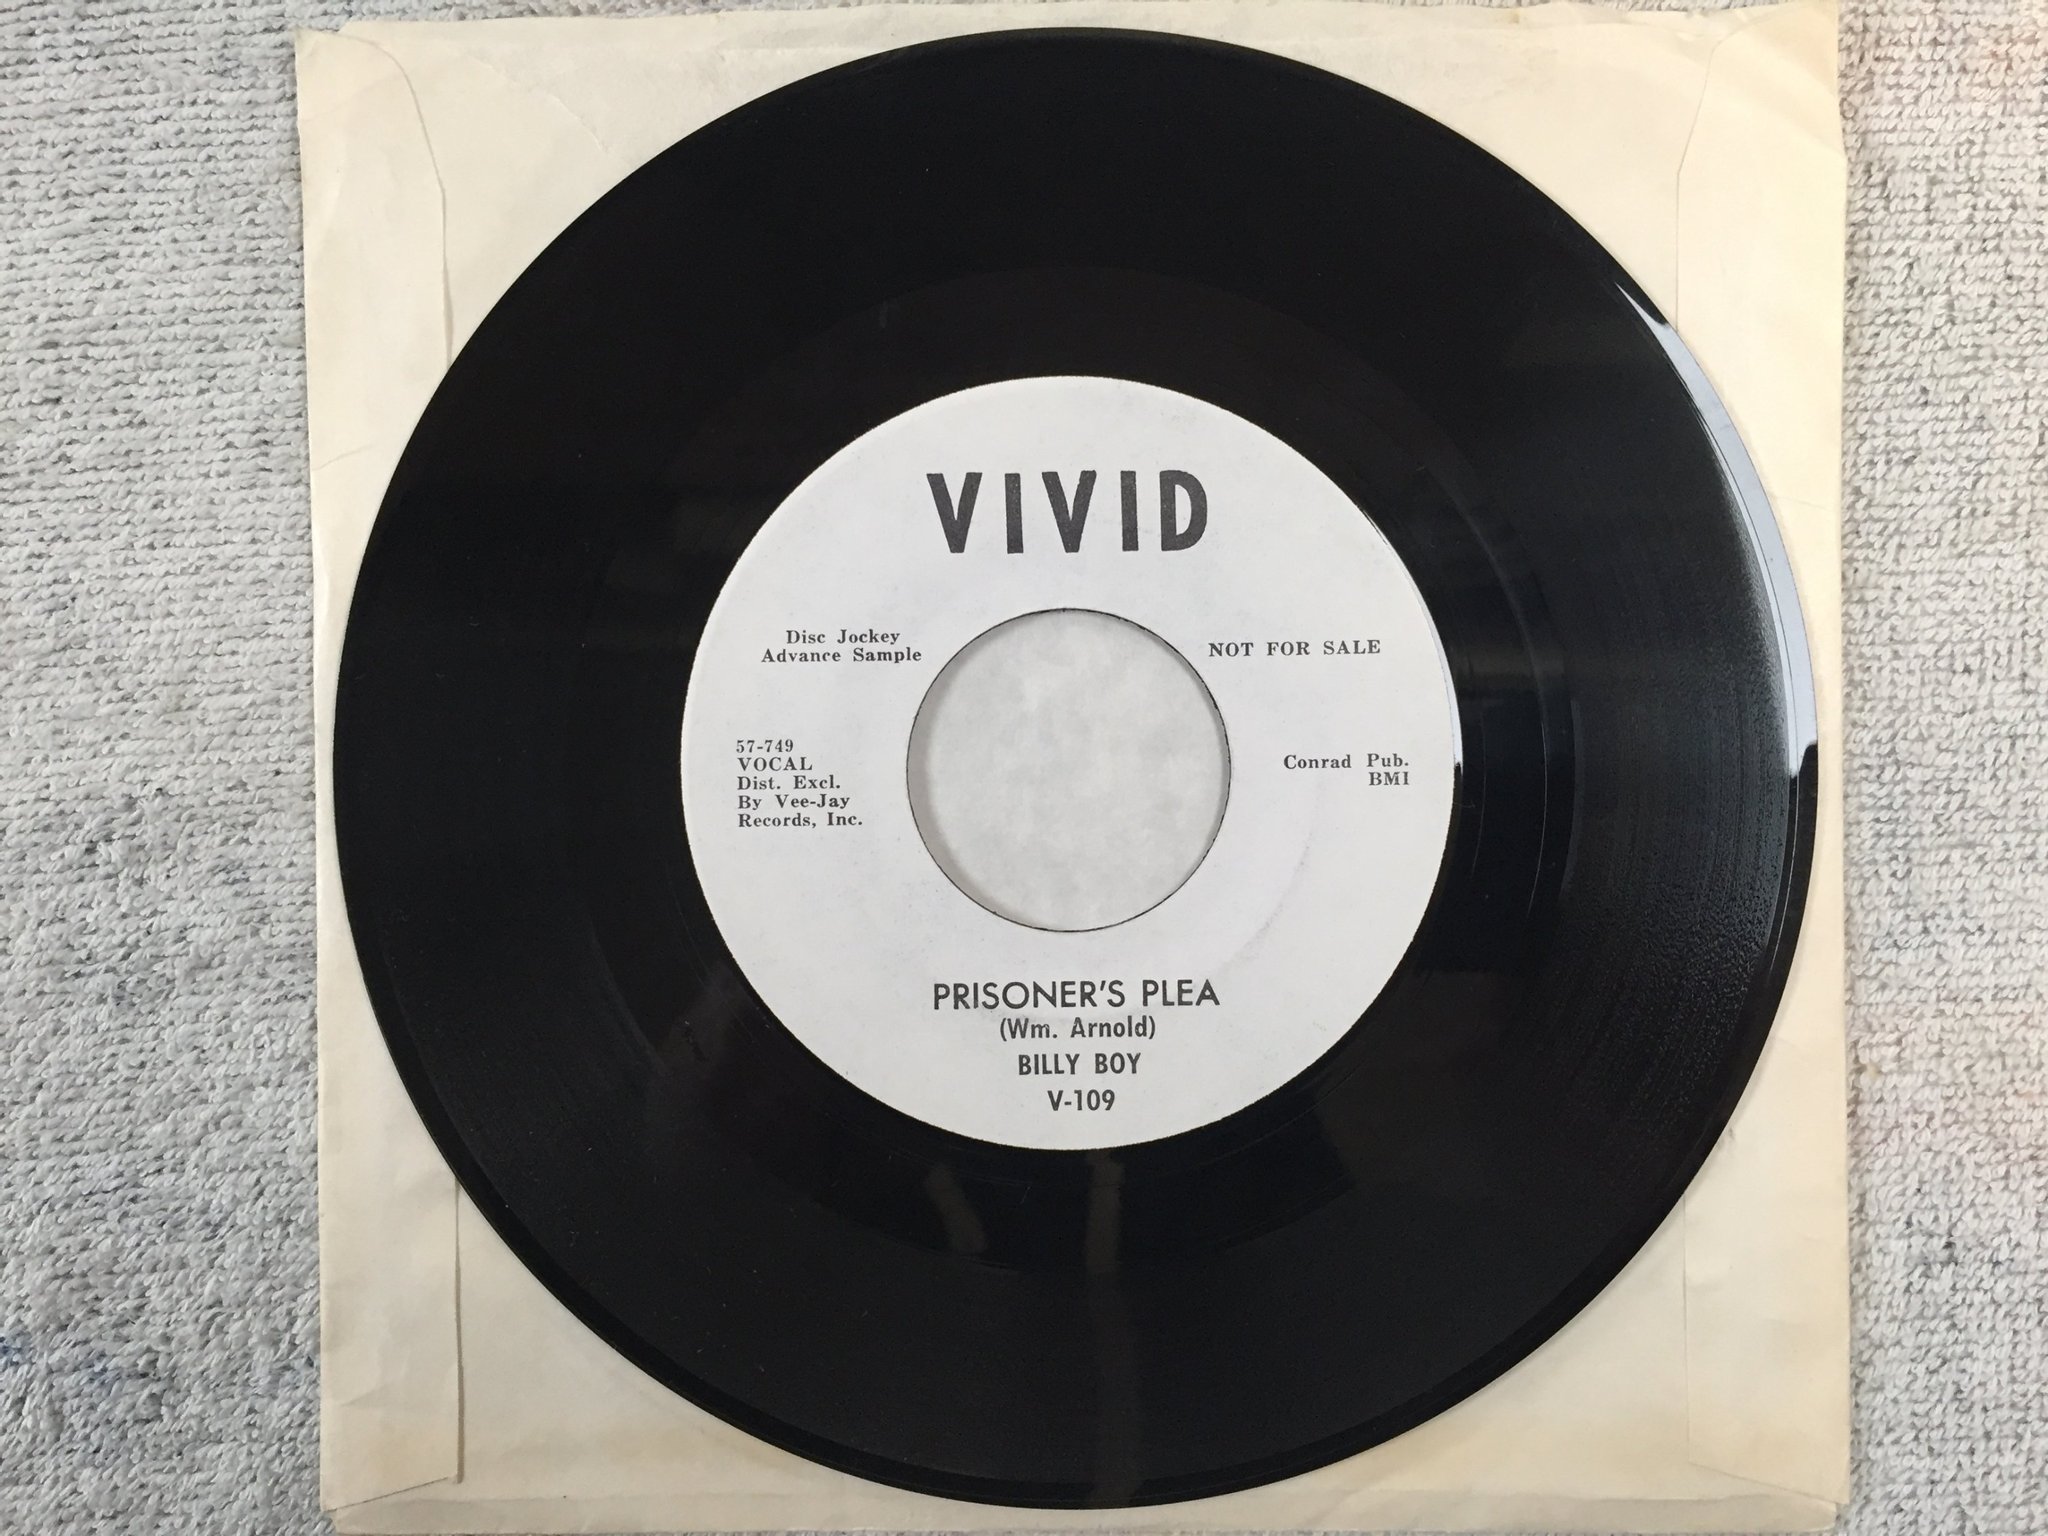 VIVID
Disc Jockey
Advance Sample
NOT FOR SALE
57-749
VOCAL
Dist. Excl.
By Vee-Jay
Records, Inc.
Conrad Pub.
BMI
PRISONER'S PLEA
(Wm. Arnold)
BILLY BOY
V-109